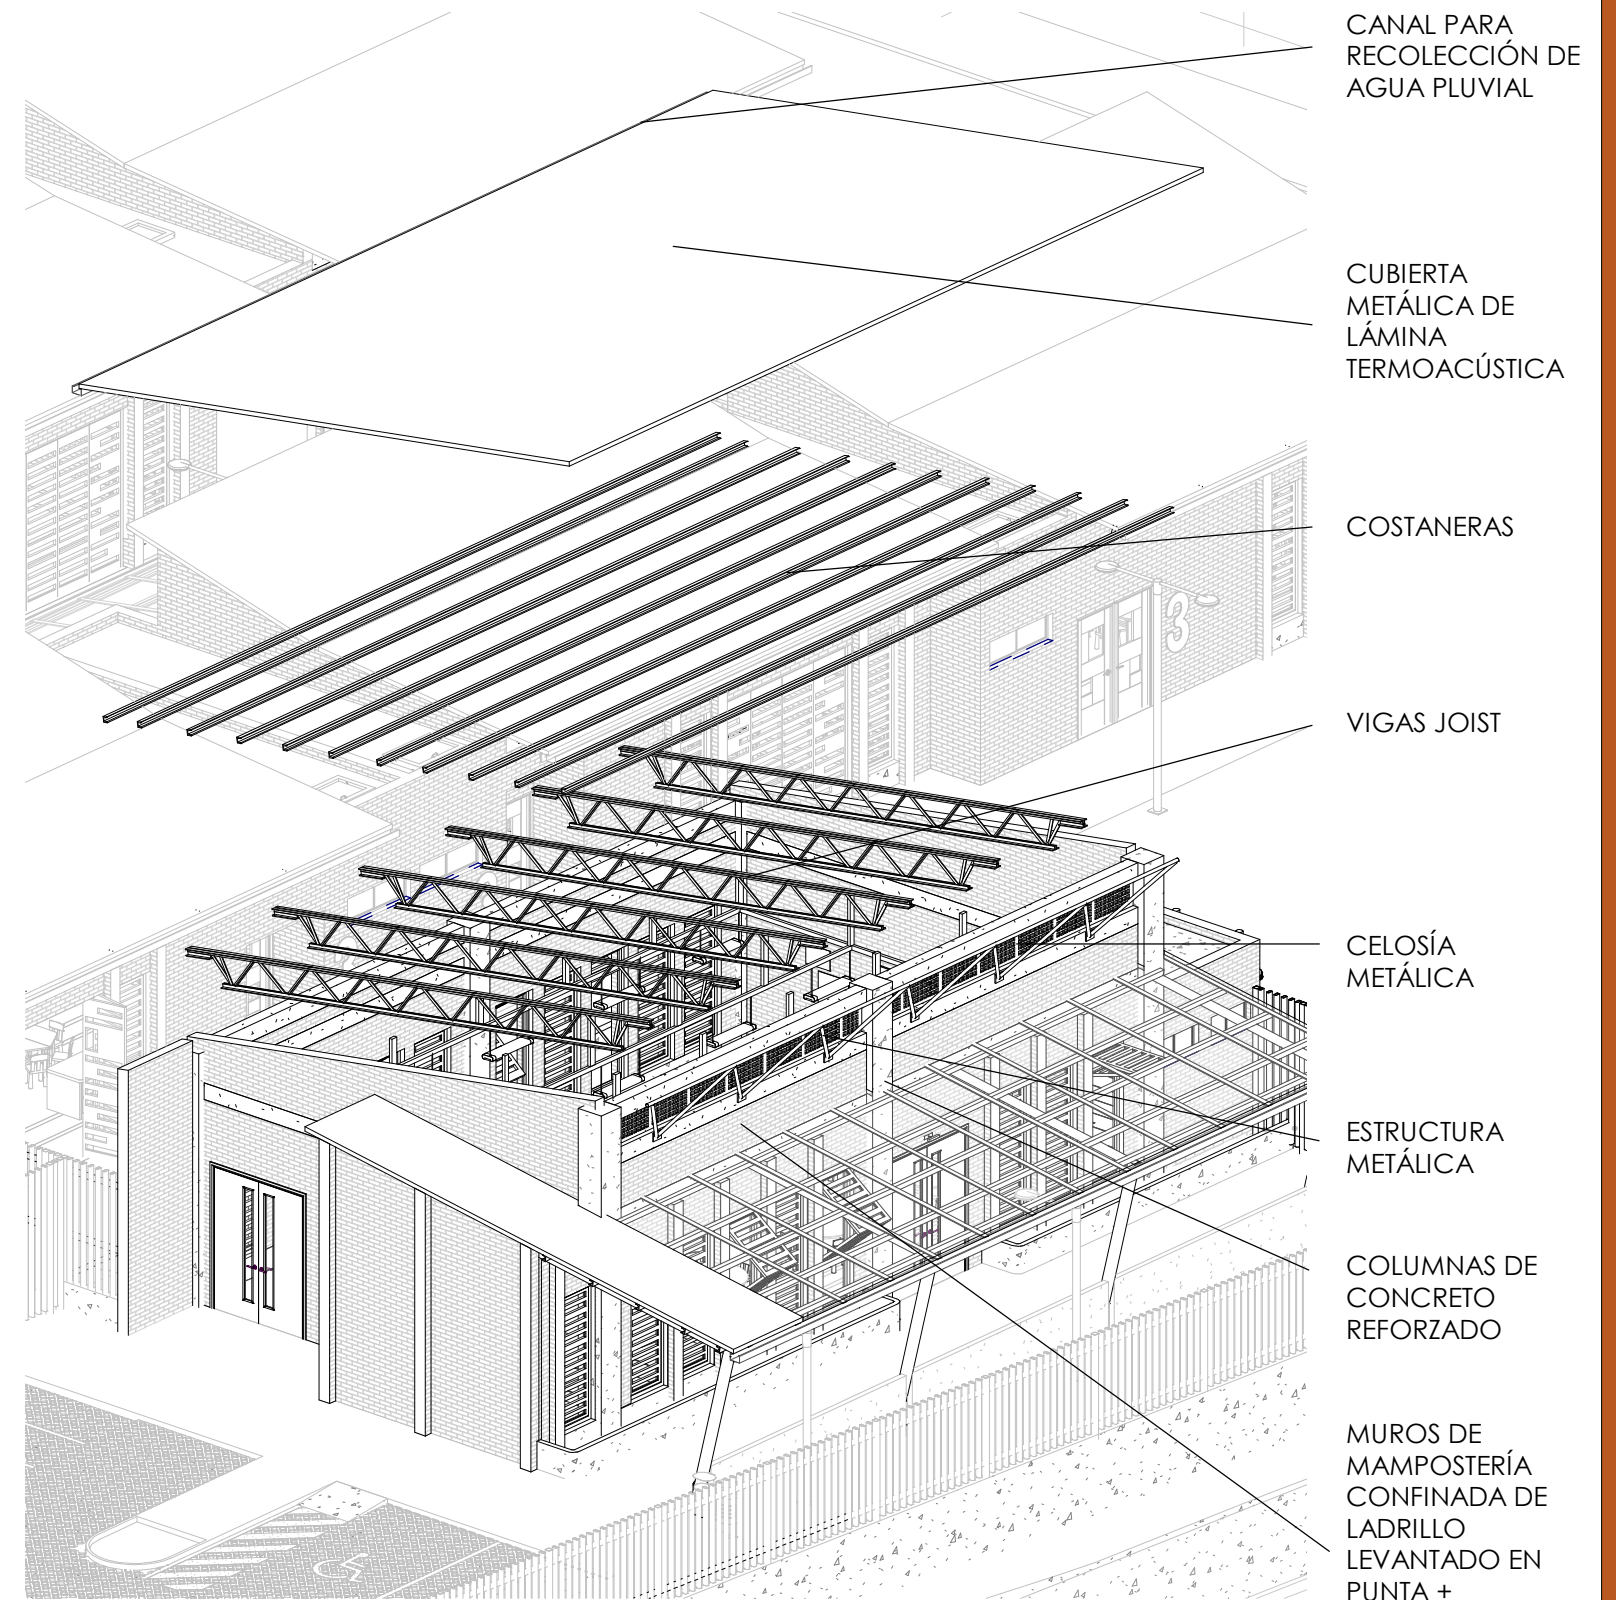 CANAL PARA
RECOLECCIÓN DE
AGUA PLUVIAL
CUBIERTA
METÁLICA DE
LÁMINA
TERMOACÚSTICA
COSTANERAS
3
VIGAS JOIST
CELOSÍA
METÁLICA
ESTRUCTURA
METÁLICA
COLUMNAS DE
CONCRETO
REFORZADO
MUROS DE
MAMPOSTERÍA
CONFINADA DE
LADRILLO
LEVANTADO EN
PUNTA +